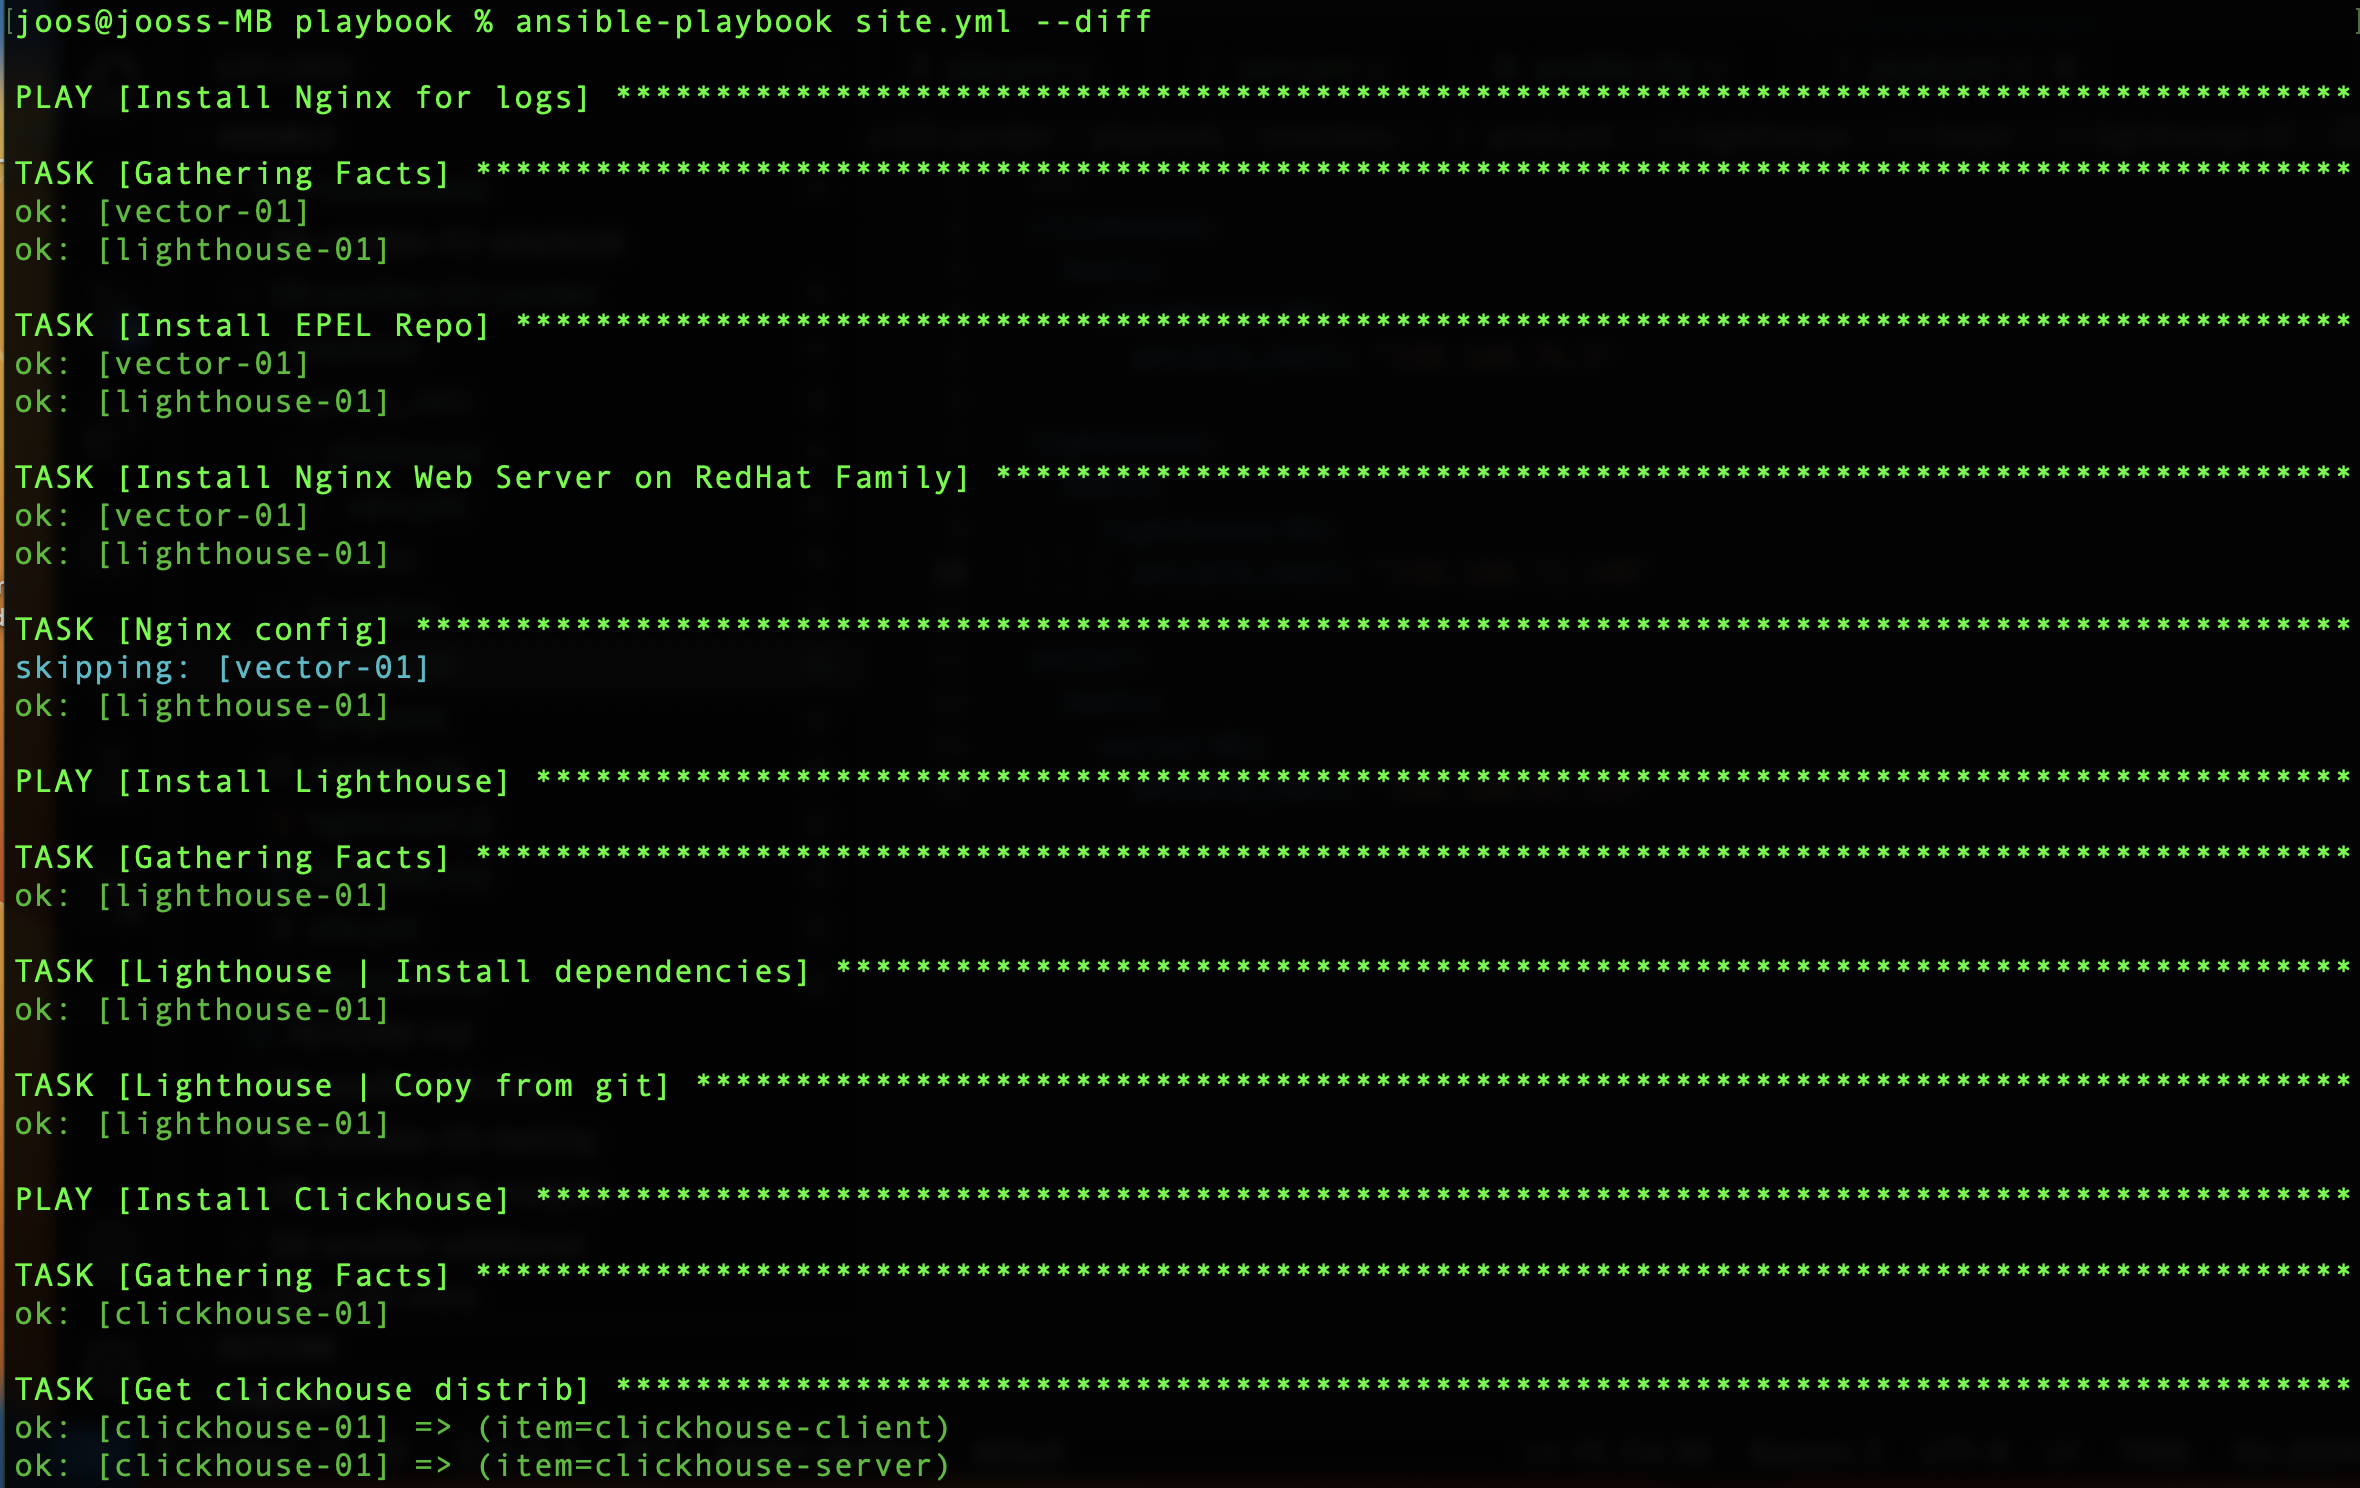 [joos@jooss-MB playbook % ansible-playbook site.yml --diff ]
PLAY [Install Nginx for logs] ***************************************************************************************
TASK [Gathering Facts] **********************************************************************************************
ok: [vector-01]
ok: [lighthouse-01]
TASK [Install EPEL Repo] ********************************************************************************************
ok: [vector-01]
ok: [lighthouse-01]
TASK [Install Nginx Web Server on RedHat Family] ********************************************************************
ok: [vector-01]
ok: [lighthouse-01]
TASK [Nginx config] *************************************************************************************************
skipping: [vector-01]
ok: [lighthouse-01]
PLAY [Install Lighthouse] *******************************************************************************************
TASK [Gathering Facts] **********************************************************************************************
ok: [lighthouse-01]
TASK [Lighthouse | Install dependencies] ****************************************************************************
ok: [lighthouse-01]
TASK [Lighthouse | Copy from git] ***********************************************************************************
ok: [lighthouse-01]
PLAY [Install Clickhouse] *******************************************************************************************
TASK [Gathering Facts] **********************************************************************************************
ok: [clickhouse-01]
TASK [Get clickhouse distrib] ***************************************************************************************
ok: [clickhouse-01] => (item=clickhouse-client)
ok: [clickhouse-01] => (item=clickhouse-server)